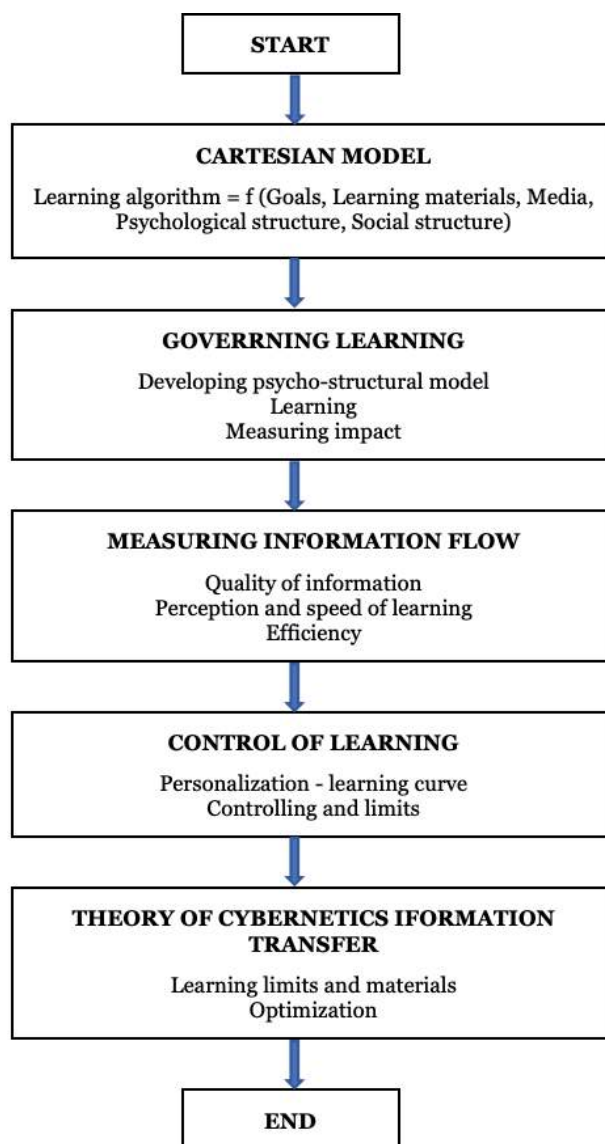 START
CARTESIAN MODEL
Learning algorithm = f (Goals, Learning materials, Media,
Psychological structure, Social structure)
GOVERRNING LEARNING
Developing psycho-structural model
Learning
Measuring impact
MEASURING INFORMATION FLOW
Quality of information
Perception and speed of learning
Efficiency
CONTROL OF LEARNING
Personalization - learning curve
Controlling and limits
THEORY OF CYBERNETICS IFORMATION
TRANSFER
Learning limits and materials
Optimization
END